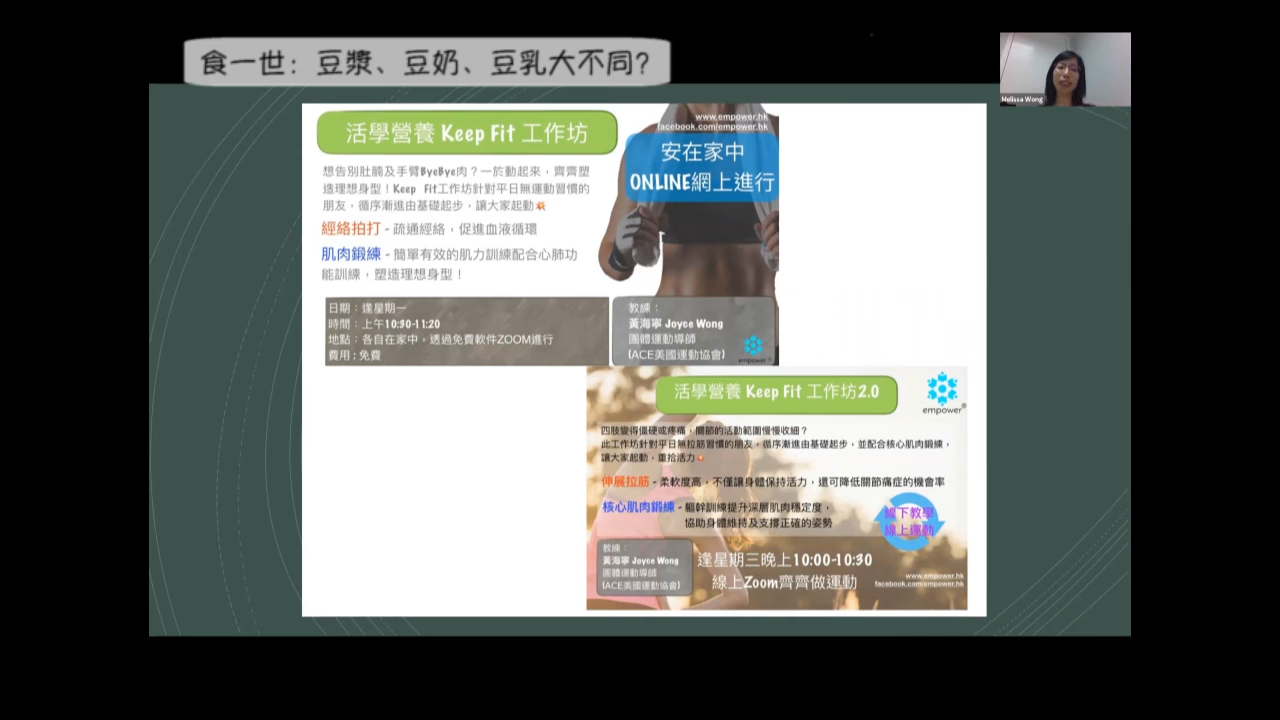 食一世：豆漿、豆奶、豆乳大不同?
Melissa Wong
活學營養 Keep Fit 工作坊
www.empower.hk
facebook.com/empower.hk
安在家中
ONLINE網上進行
想告別肚腩及手臂ByeBye肉？一於動起來，齊齊塑
造理想身型！Keep Fit工作坊針對平日無運動習慣的
朋友，循序漸進由基礎起步，讓大家起動
經絡拍打 - 疏通經絡，促進血液循環
肌肉鍛練 - 簡單有效的肌力訓練配合心肺功
能訓練，塑造理想身型！
日期：逢星期一
時間：上午10:30-11:20
地點：各自在家中，透過免費軟件ZOOM進行
費用：免費
教練：
黃海寧 Joyce Wong
團體運動導師
(ACE美國運動協會)
empower
活學營養 Keep Fit 工作坊2.0
empower®
四肢變得僵硬或疼痛，關節的活動範圍慢慢收細？
此工作坊針對平日無拉筋習慣的朋友，循序漸進由基礎起步，並配合核心肌肉鍛練，
讓大家起動，重拾活力
伸展拉筋 - 柔軟度高，不僅讓身體保持活力，還可降低關節痛症的機會率
核心肌肉鍛練 - 軀幹訓練提升深層肌肉穩定度，
協助身體維持及支撐正確的姿勢
線下教學
線上運動
教練：
黃海寧 Joyce Wong
團體運動導師
(ACE美國運動協會)
逢星期三晚上10:00-10:30
線上Zoom齊齊做運動
www.empower.hk
facebook.com/empower.hk